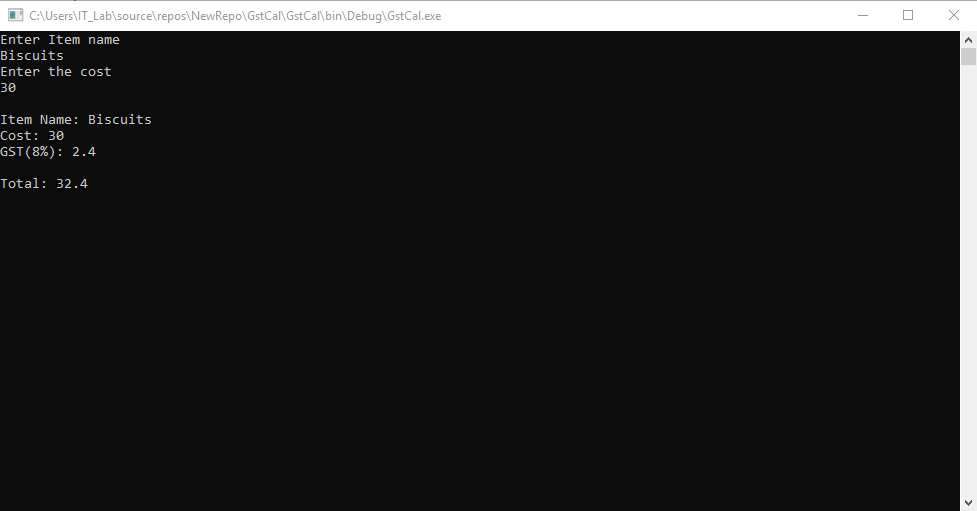 C:\Users\IT_Lab\source\repos\NewRepo\GstCal\GstCal\bin\Debug\GstCal.exe
Enter Item name
Biscuits
Enter the cost
30
Item Name: Biscuits
Cost: 30
GST(8%): 2.4
Total: 32.4